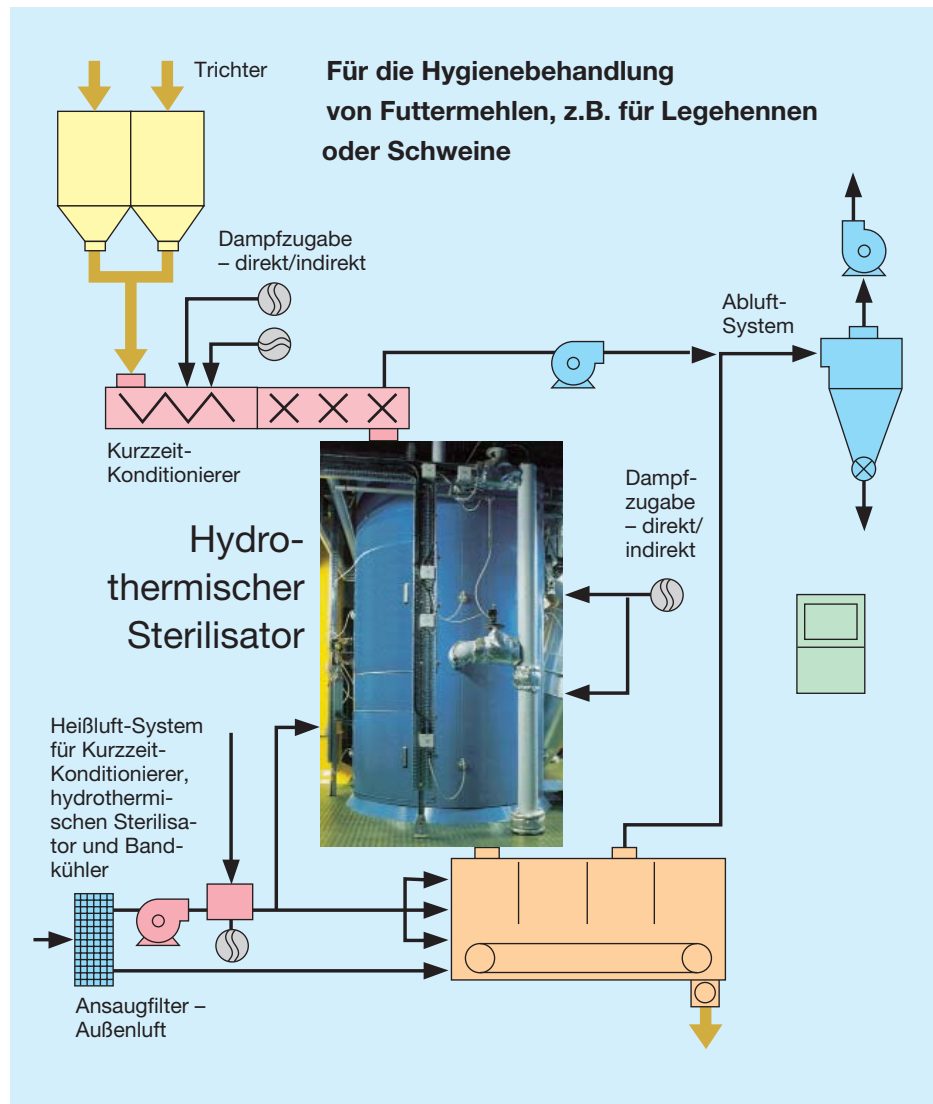 Trichter
Für die Hygienebehandlung
von Futtermehlen, z.B. für Legehennen
oder Schweine
Dampfzugabe
– direkt/indirekt
Abluft-
System
Kurzzeit-
Konditionierer
Dampf-
zugabe
– direkt/
indirekt
Hydro-
thermischer
Sterilisator
Heißluft-System
für Kurzzeit-
Konditionierer,
hydrothermi-
schen Sterilisa-
tor und Band-
kühler
Ansaugfilter –
Außenluft